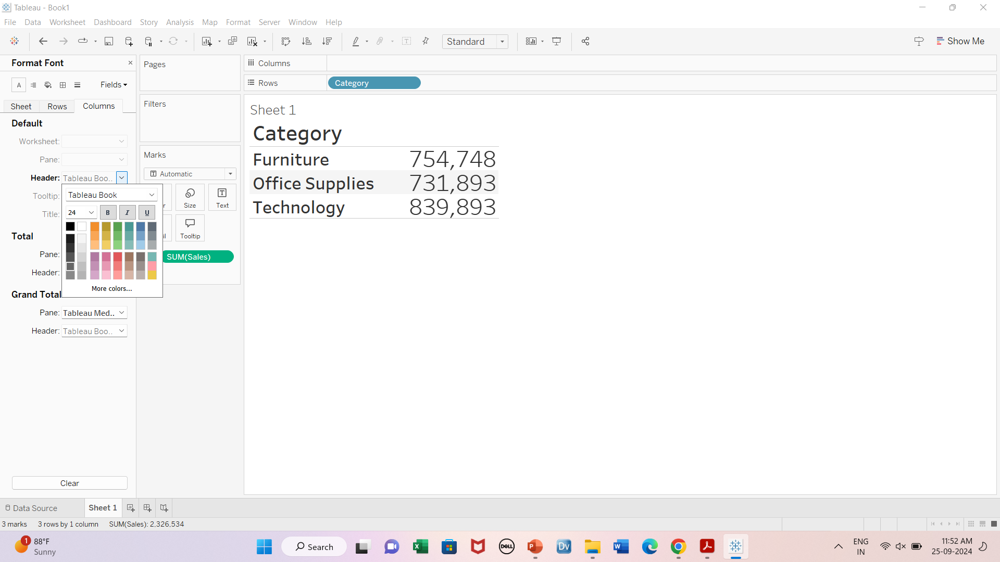 Tableau - Book1
File Data Worksheet Dashboard Story Analysis Map Format Server Window Help
Standard
Show Me
Format Font
Fields
Sheet Rows Columns
Default
Worksheet:
Pane:
Header: Tableau Boo..
Tooltip:
Title:
Tableau Book
24 B I U
More colors...
Total
Pane:
Header:
Grand Total
Pane: Tableau Med..
Header: Tableau Boo..
Clear
Pages
Filters
Marks
Automatic
Size
Text
Tooltip
SUM(Sales)
Columns
Rows Category
Sheet 1
Category
Furniture 754,748
Office Supplies 731,893
Technology 839,893
Data Source Sheet 1
3 marks 3 rows by 1 column SUM(Sales): 2,326,534
1 88°F
Sunny
Search
DELL
Dv
ENG
IN
11:52 AM
25-09-2024